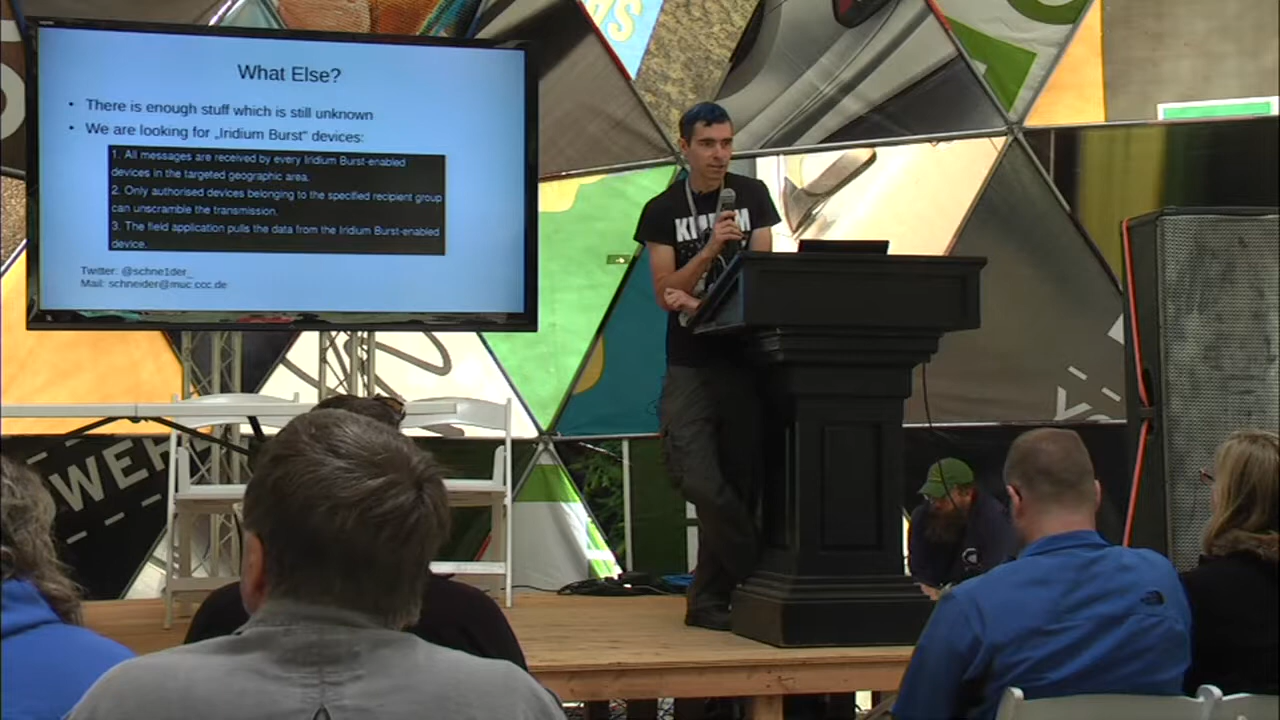 What Else?
• There is enough stuff which is still unknown
• We are looking for „Iridium Burst" devices:
1. All messages are received by every Iridium Burst-enabled
devices in the targeted geographic area.
2. Only authorised devices belonging to the specified recipient group
can unscramble the transmission.
3. The field application pulls the data from the Iridium Burst-enabled
device.
Twitter: @schne1der_
Mail: schneider@muc.ccc.de